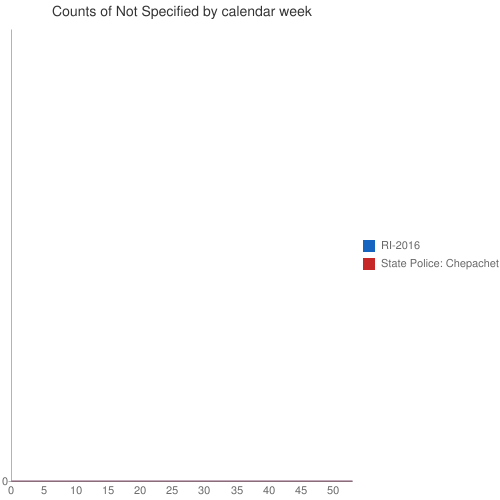 Counts of Not Specified by calendar week
RI-2016
State Police: Chepachet
0
0 5 10 15 20 25 30 35 40 45 50